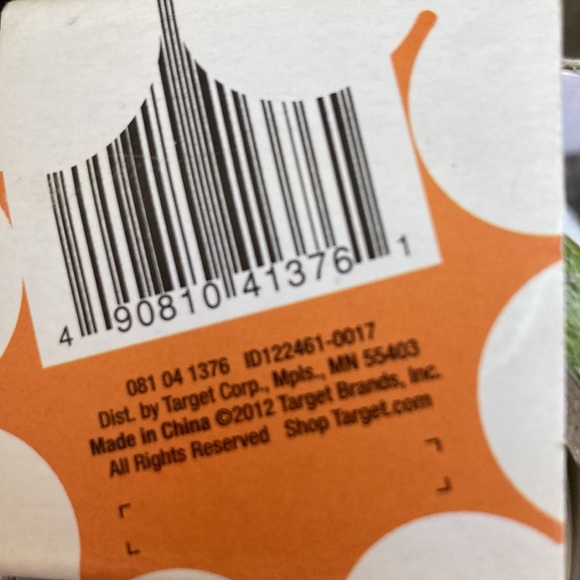 4 90810 41376 1
081 04 1376 ID122461-0017
Dist. by Target Corp., Mpls., MN 55403
Made in China ©2012 Target Brands, Inc.
All Rights Reserved Shop Target.com